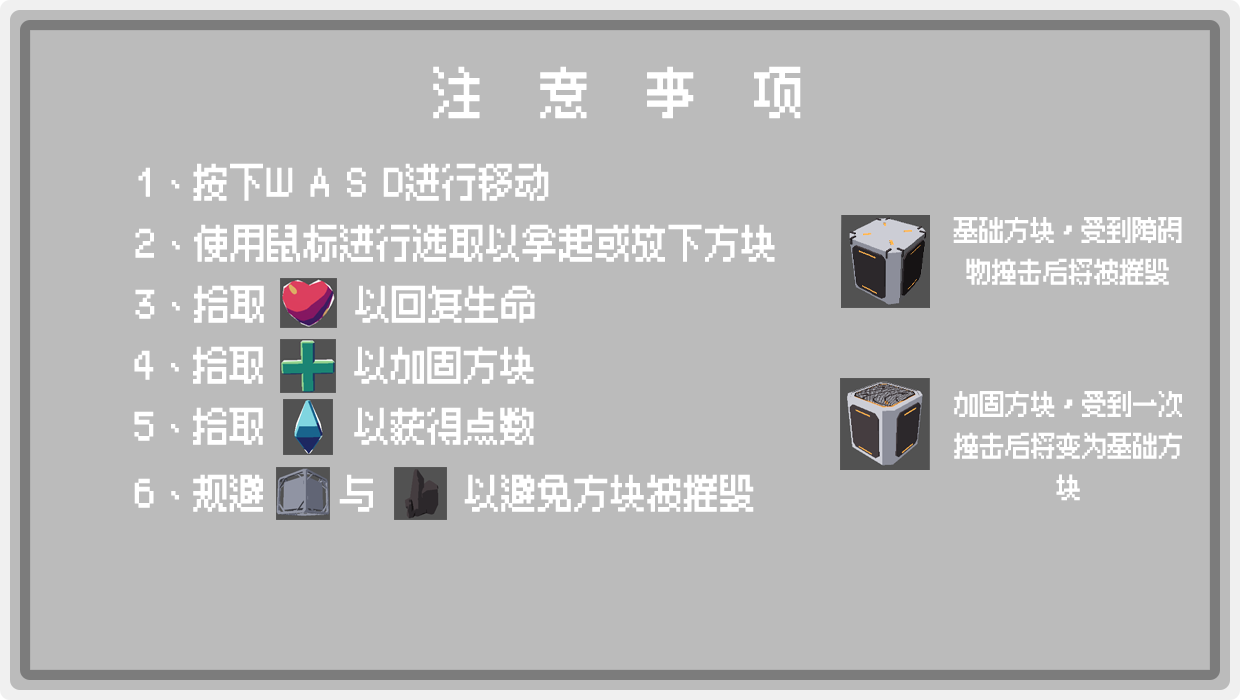 注意事项
1、按下W A S D进行移动
2、使用鼠标进行选取以拿起或放下方块
3、拾取 以回复生命
4、拾取 以加固方块
5、拾取 以获得点数
6、规避 与 以避免方块被摧毁
基础方块，受到障碍
物撞击后将被摧毁
加固方块，受到一次
撞击后将变为基础方
块